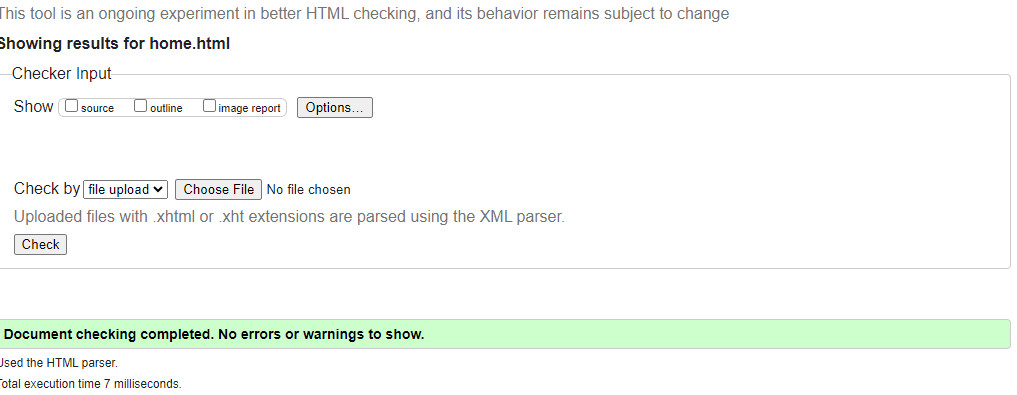 This tool is an ongoing experiment in better HTML checking, and its behavior remains subject to change
Showing results for home.html
Checker Input
Show source outline image report Options...
Check by file upload Choose File No file chosen
Uploaded files with .xhtml or .xht extensions are parsed using the XML parser.
Check
Document checking completed. No errors or warnings to show.
Used the HTML parser.
Total execution time 7 milliseconds.